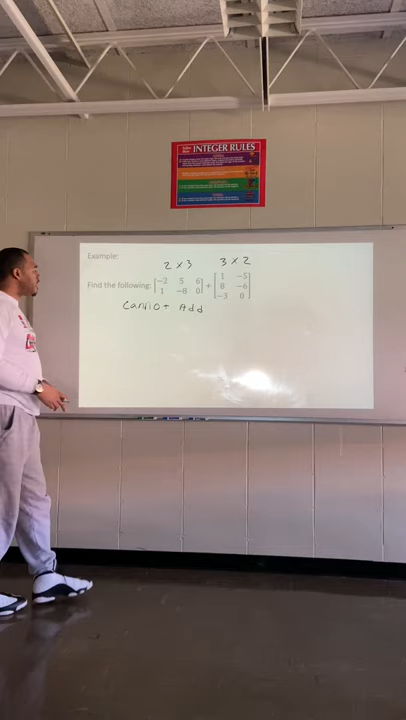 INTEGER RULES
Example:
2 x 3 3 x 2
Find the following: [-2 5 6 1 -8 0] + [1 -5 8 -6 -3 0]
Cannot Add